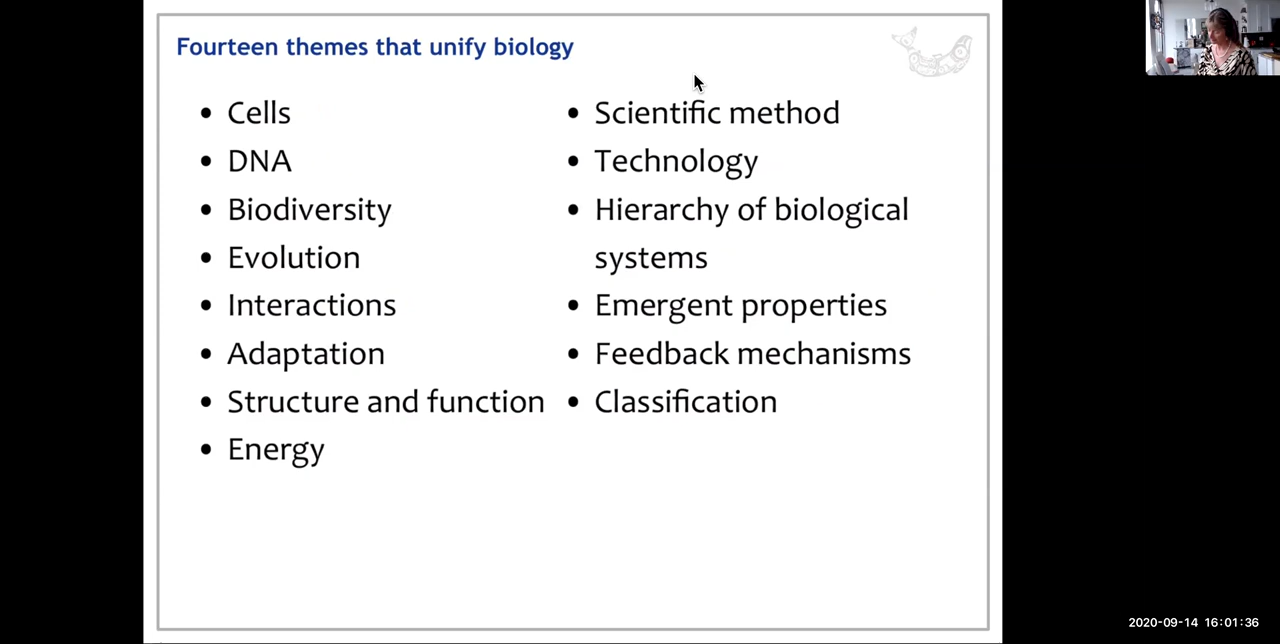 Fourteen themes that unify biology
• Cells
• DNA
• Biodiversity
• Evolution
• Interactions
• Adaptation
• Structure and function
• Energy
• Scientific method
• Technology
• Hierarchy of biological
systems
• Emergent properties
• Feedback mechanisms
• Classification
2020-09-14 16:01:36